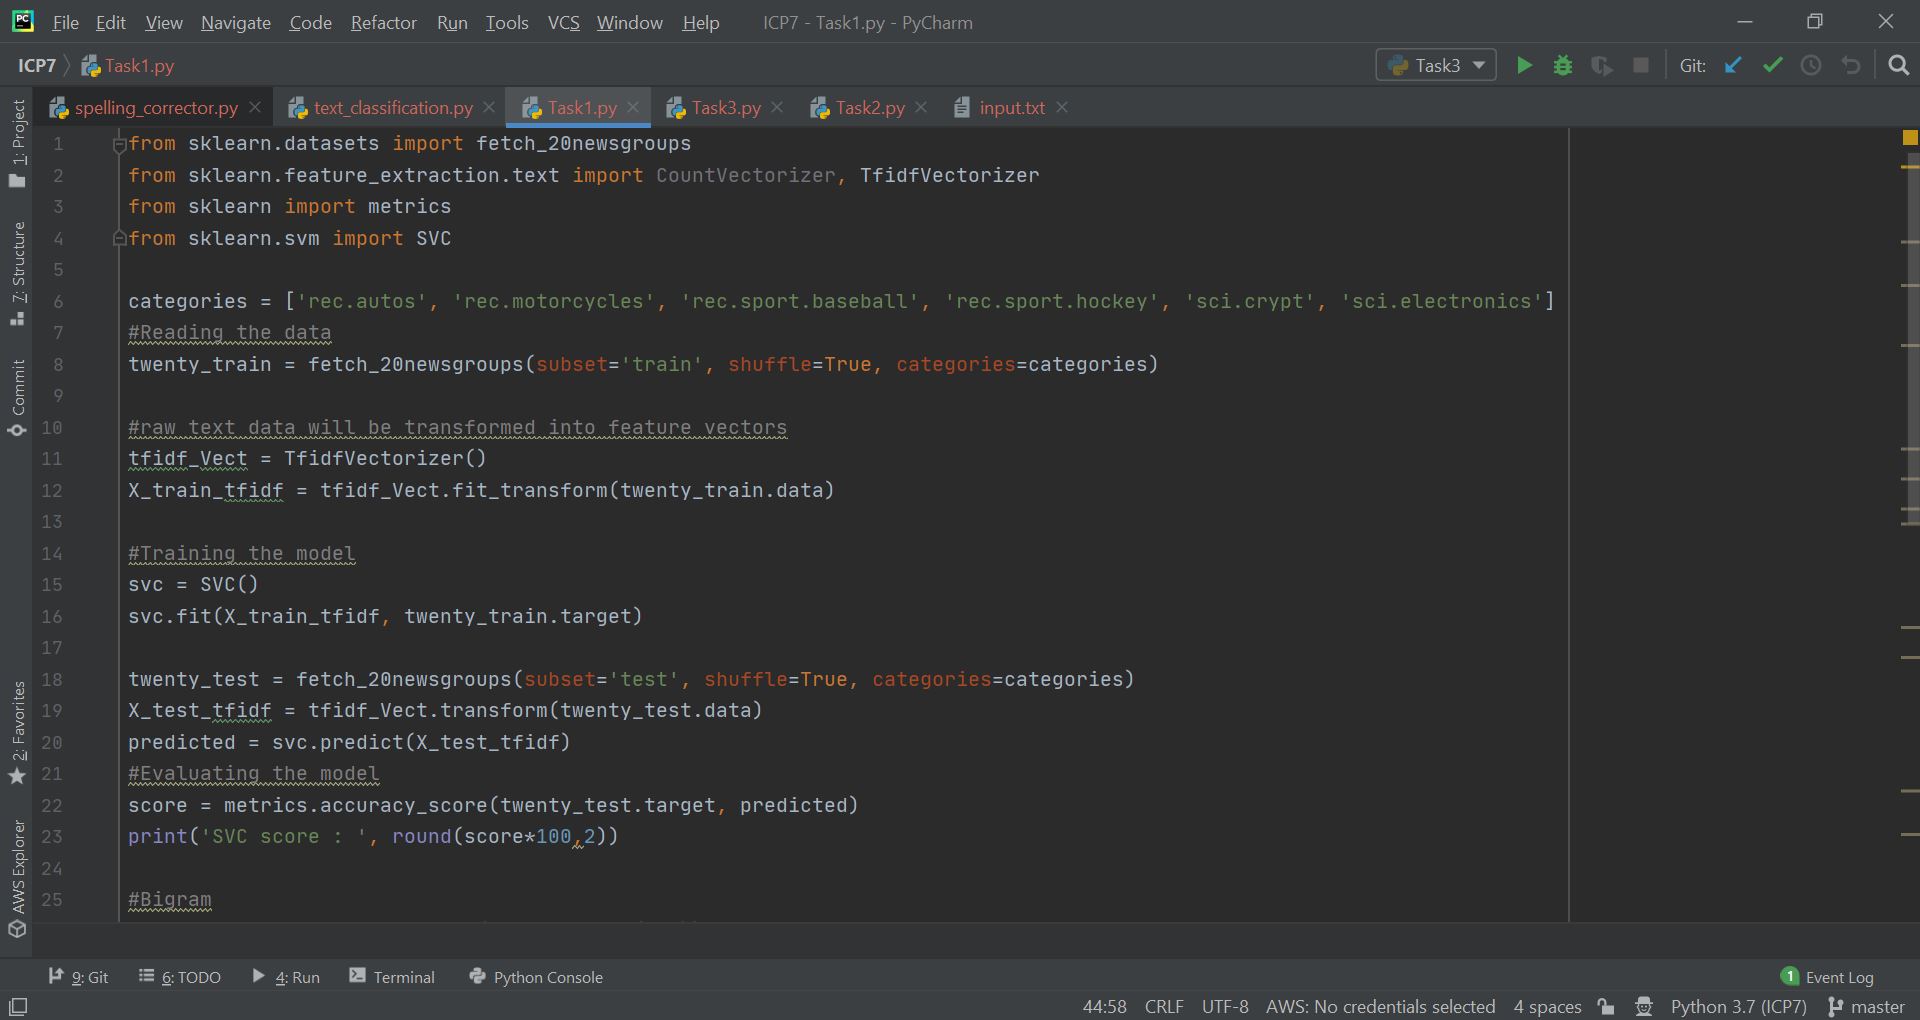 PC File Edit View Navigate Code Refactor Run Tools VCS Window Help ICP7 - Task1.py - PyCharm
ICP7 Task1.py Task3 Git:
spelling_corrector.py text_classification.py Task1.py Task3.py Task2.py input.txt
1 from sklearn.datasets import fetch_20newsgroups
2 from sklearn.feature_extraction.text import CountVectorizer, TfidfVectorizer
3 from sklearn import metrics
4 from sklearn.svm import SVC
5
6 categories = ['rec.autos', 'rec.motorcycles', 'rec.sport.baseball', 'rec.sport.hockey', 'sci.crypt', 'sci.electronics']
7 #Reading the data
8 twenty_train = fetch_20newsgroups(subset='train', shuffle=True, categories=categories)
9
10 #raw text data will be transformed into feature vectors
11 tfidf_Vect = TfidfVectorizer()
12 X_train_tfidf = tfidf_Vect.fit_transform(twenty_train.data)
13
14 #Training the model
15 svc = SVC()
16 svc.fit(X_train_tfidf, twenty_train.target)
17
18 twenty_test = fetch_20newsgroups(subset='test', shuffle=True, categories=categories)
19 X_test_tfidf = tfidf_Vect.transform(twenty_test.data)
20 predicted = svc.predict(X_test_tfidf)
21 #Evaluating the model
22 score = metrics.accuracy_score(twenty_test.target, predicted)
23 print('SVC score : ', round(score*100,2))
24
25 #Bigram
1: Project
7: Structure
Commit
2: Favorites
AWS Explorer
9: Git 6: TODO 4: Run Terminal Python Console 1 Event Log
44:58 CRLF UTF-8 AWS: No credentials selected 4 spaces Python 3.7 (ICP7) master